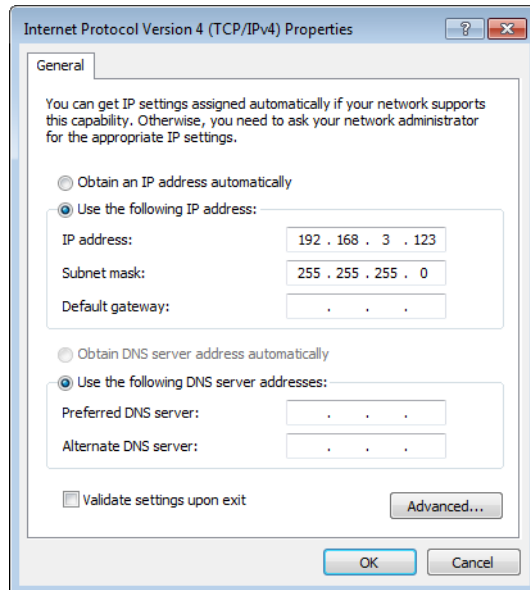 Internet Protocol Version 4 (TCP/IPv4) Properties
?
General
You can get IP settings assigned automatically if your network supports
this capability. Otherwise, you need to ask your network administrator
for the appropriate IP settings.
Obtain an IP address automatically
Use the following IP address:
IP address: 192 . 168 . 3 . 123
Subnet mask: 255 . 255 . 255 . 0
Default gateway: . . .
Obtain DNS server address automatically
Use the following DNS server addresses:
Preferred DNS server: . . .
Alternate DNS server: . . .
Validate settings upon exit
Advanced...
OK Cancel